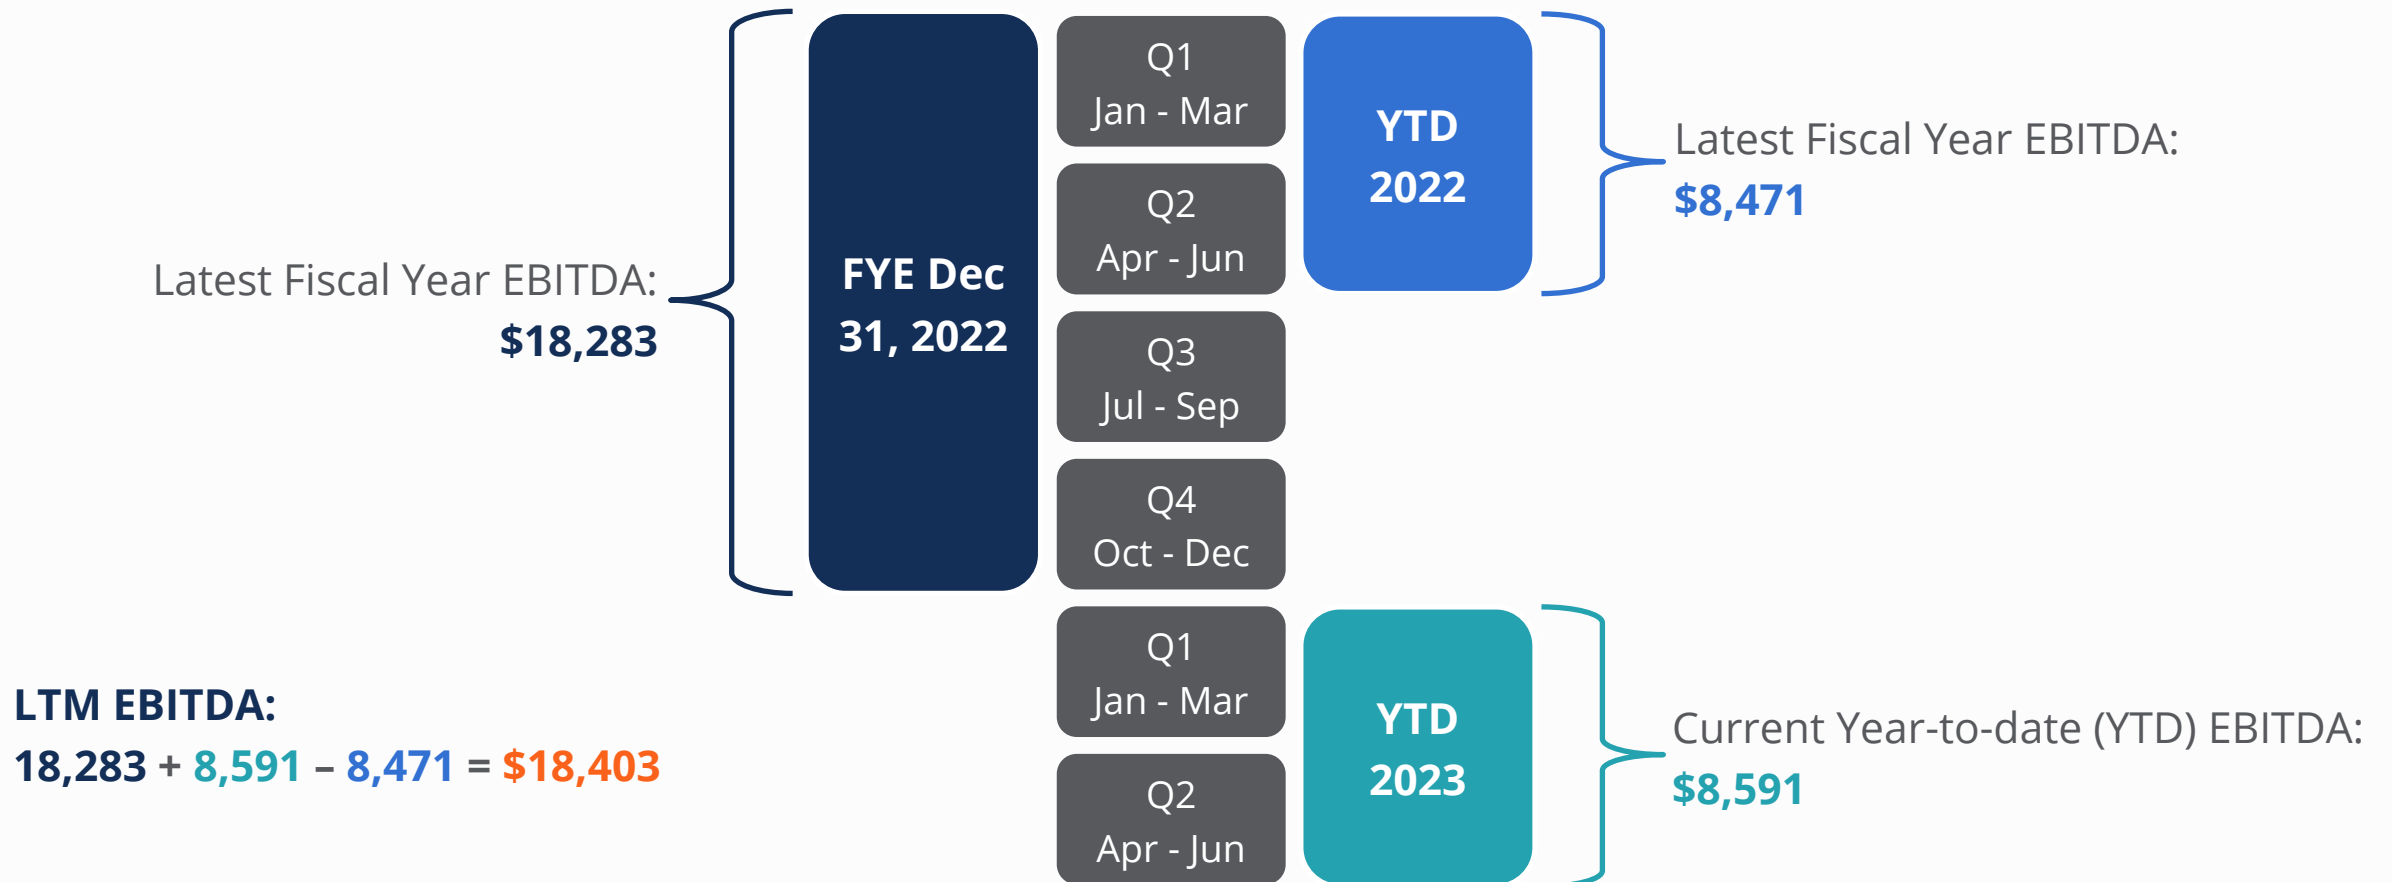 Latest Fiscal Year EBITDA:
$18,283
FYE Dec
31, 2022
Q1
Jan - Mar
Q2
Apr - Jun
Q3
Jul - Sep
Q4
Oct - Dec
Q1
Jan - Mar
Q2
Apr - Jun
YTD
2022
Latest Fiscal Year EBITDA:
$8,471
YTD
2023
Current Year-to-date (YTD) EBITDA:
$8,591
LTM EBITDA:
18,283 + 8,591 – 8,471 = $18,403